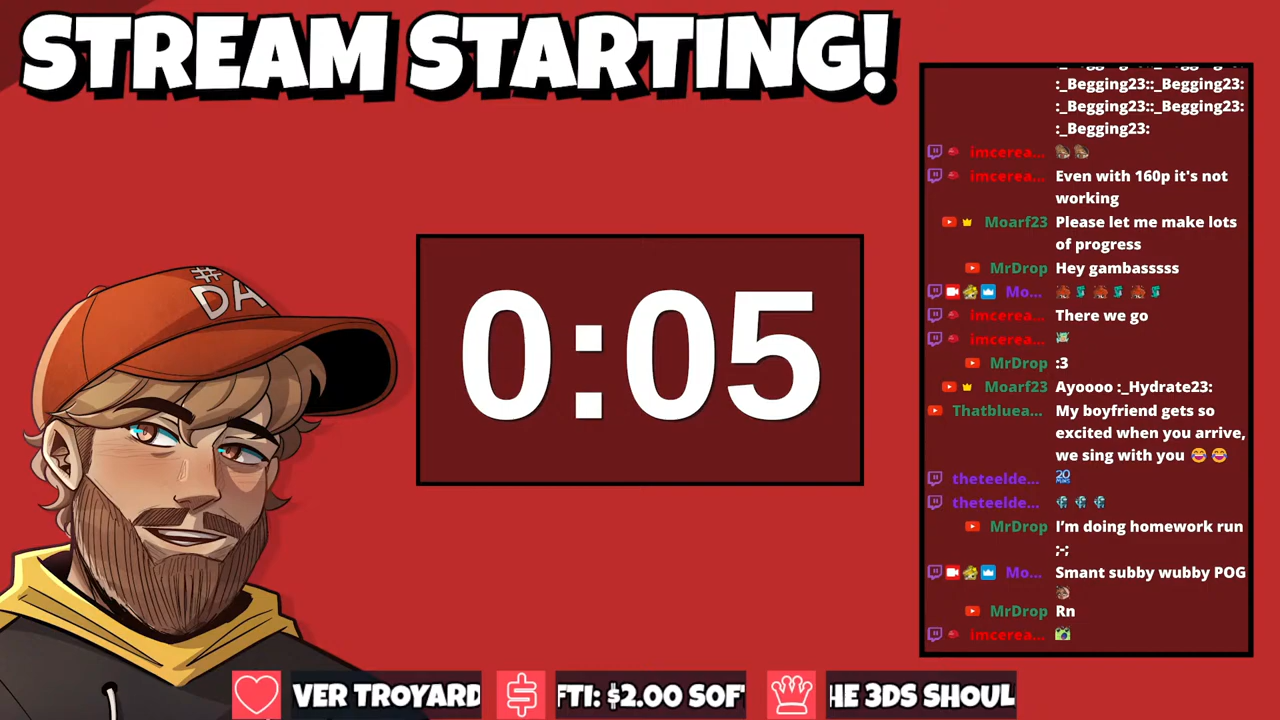 STREAM STARTING!
# DA
0:05
:_Begging23::_Begging23:
:_Begging23::_Begging23:
:_Begging23:
imcerea...
imcerea... Even with 160p it's not
working
Moarf23 Please let me make lots
of progress
MrDrop Hey gambasssss
Mo...
imcerea... There we go
imcerea...
MrDrop :3
Moarf23 Ayoooo :_Hydrate23:
Thatbluea... My boyfriend gets so
excited when you arrive,
we sing with you 😂 😂
theteelde...
theteelde...
MrDrop I’m doing homework run
;-;
Mo... Smant subby wubby POG
MrDrop Rn
imcerea...
VER TROYARD
FTI: $2.00 SOF
HE 3DS SHOUL